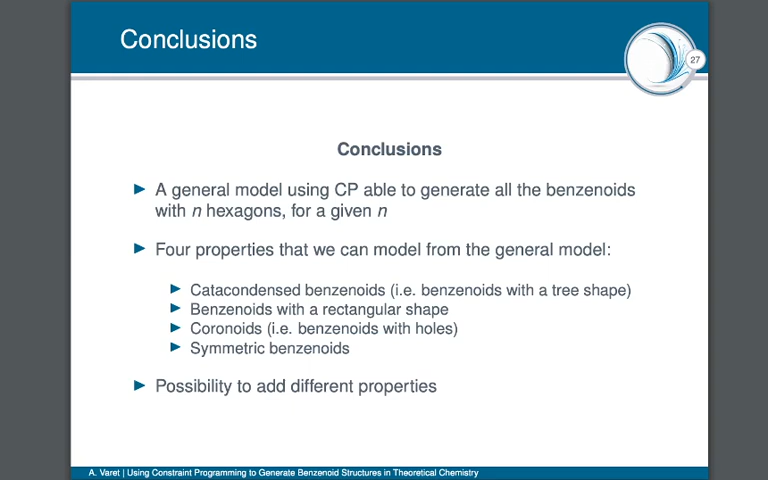 Conclusions
27
Conclusions
► A general model using CP able to generate all the benzenoids
with n hexagons, for a given n
► Four properties that we can model from the general model:
► Catacondensed benzenoids (i.e. benzenoids with a tree shape)
► Benzenoids with a rectangular shape
► Coronoids (i.e. benzenoids with holes)
► Symmetric benzenoids
► Possibility to add different properties
A. Varet | Using Constraint Programming to Generate Benzenoid Structures in Theoretical Chemistry